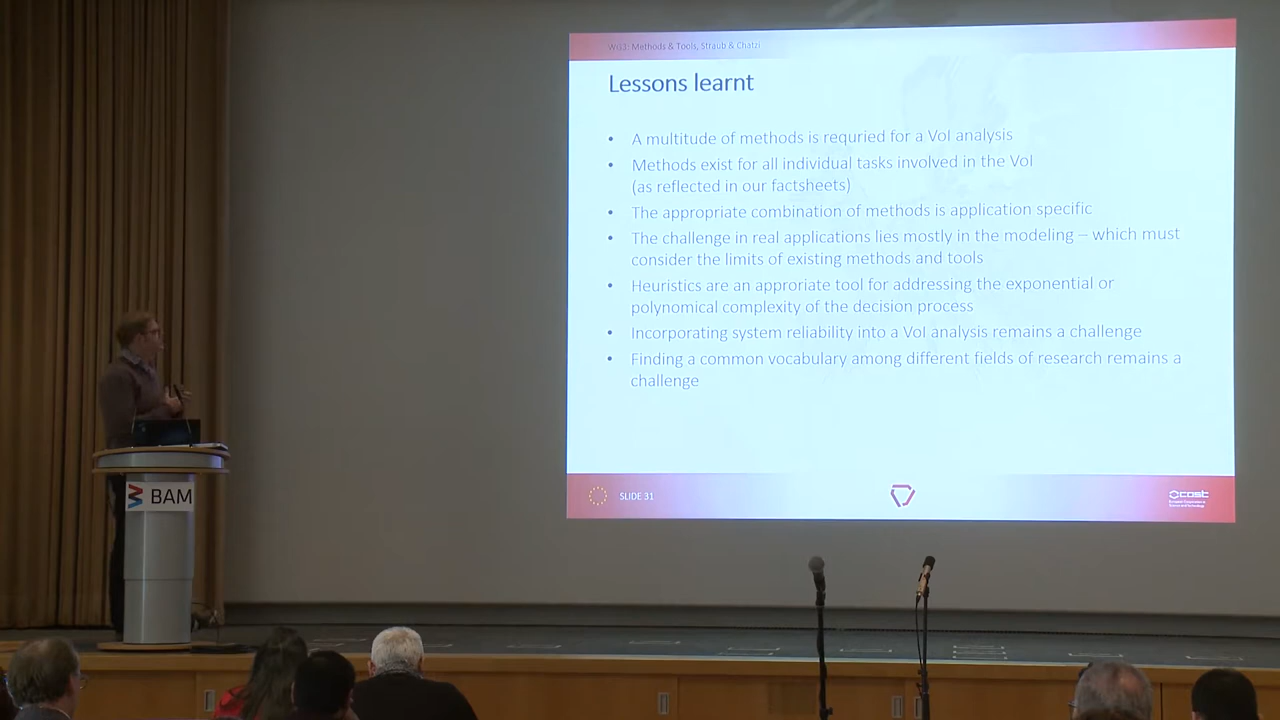 WG3: Methods & Tools, Straub & Chatzi
Lessons learnt
• A multitude of methods is requried for a VoI analysis
• Methods exist for all individual tasks involved in the VoI
(as reflected in our factsheets)
• The appropriate combination of methods is application specific
• The challenge in real applications lies mostly in the modeling – which must
consider the limits of existing methods and tools
• Heuristics are an approriate tool for addressing the exponential or
polynomical complexity of the decision process
• Incorporating system reliability into a VoI analysis remains a challenge
• Finding a common vocabulary among different fields of research remains a
challenge
SLIDE 31
cost
BAM